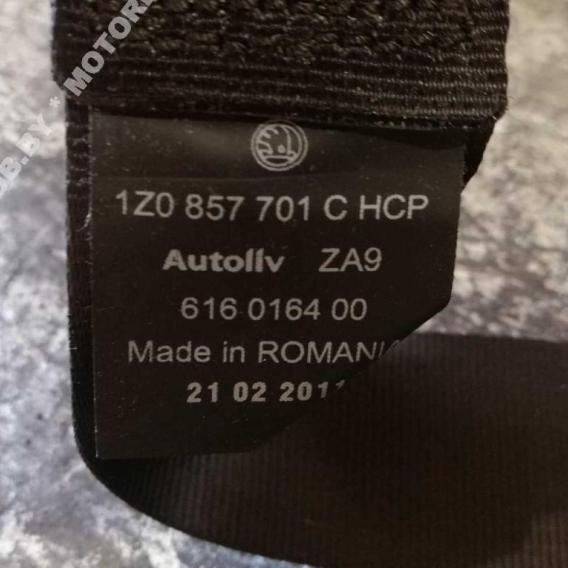 1Z0 857 701 C HCP
Autoliv ZA9
616 0164 00
Made in ROMANIA
21 02 2011